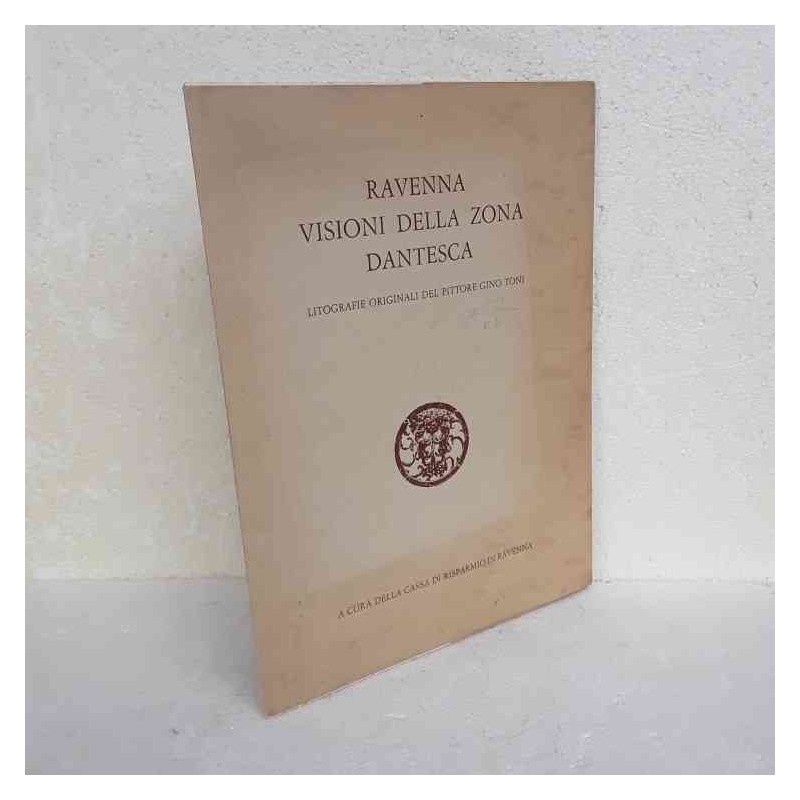 RAVENNA
VISIONI DELLA ZONA
DANTESCA
LITOGRAFIE ORIGINALI DEL PITTORE GINO TONI
A CURA DELLA CASSA DI RISPARMIO DI RAVENNA